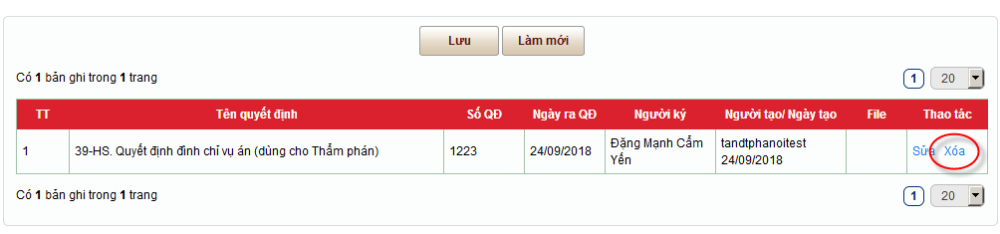 Lưu Làm mới
Có 1 bản ghi trong 1 trang 1 20
TT Tên quyết định Số QĐ Ngày ra QĐ Người ký Người tạo/ Ngày tạo File Thao tác
1 39-HS. Quyết định đình chỉ vụ án (dùng cho Thẩm phán) 1223 24/09/2018 Đặng Mạnh Cẩm Yến tandtphanoitest 24/09/2018 Sửa Xóa
Có 1 bản ghi trong 1 trang 1 20